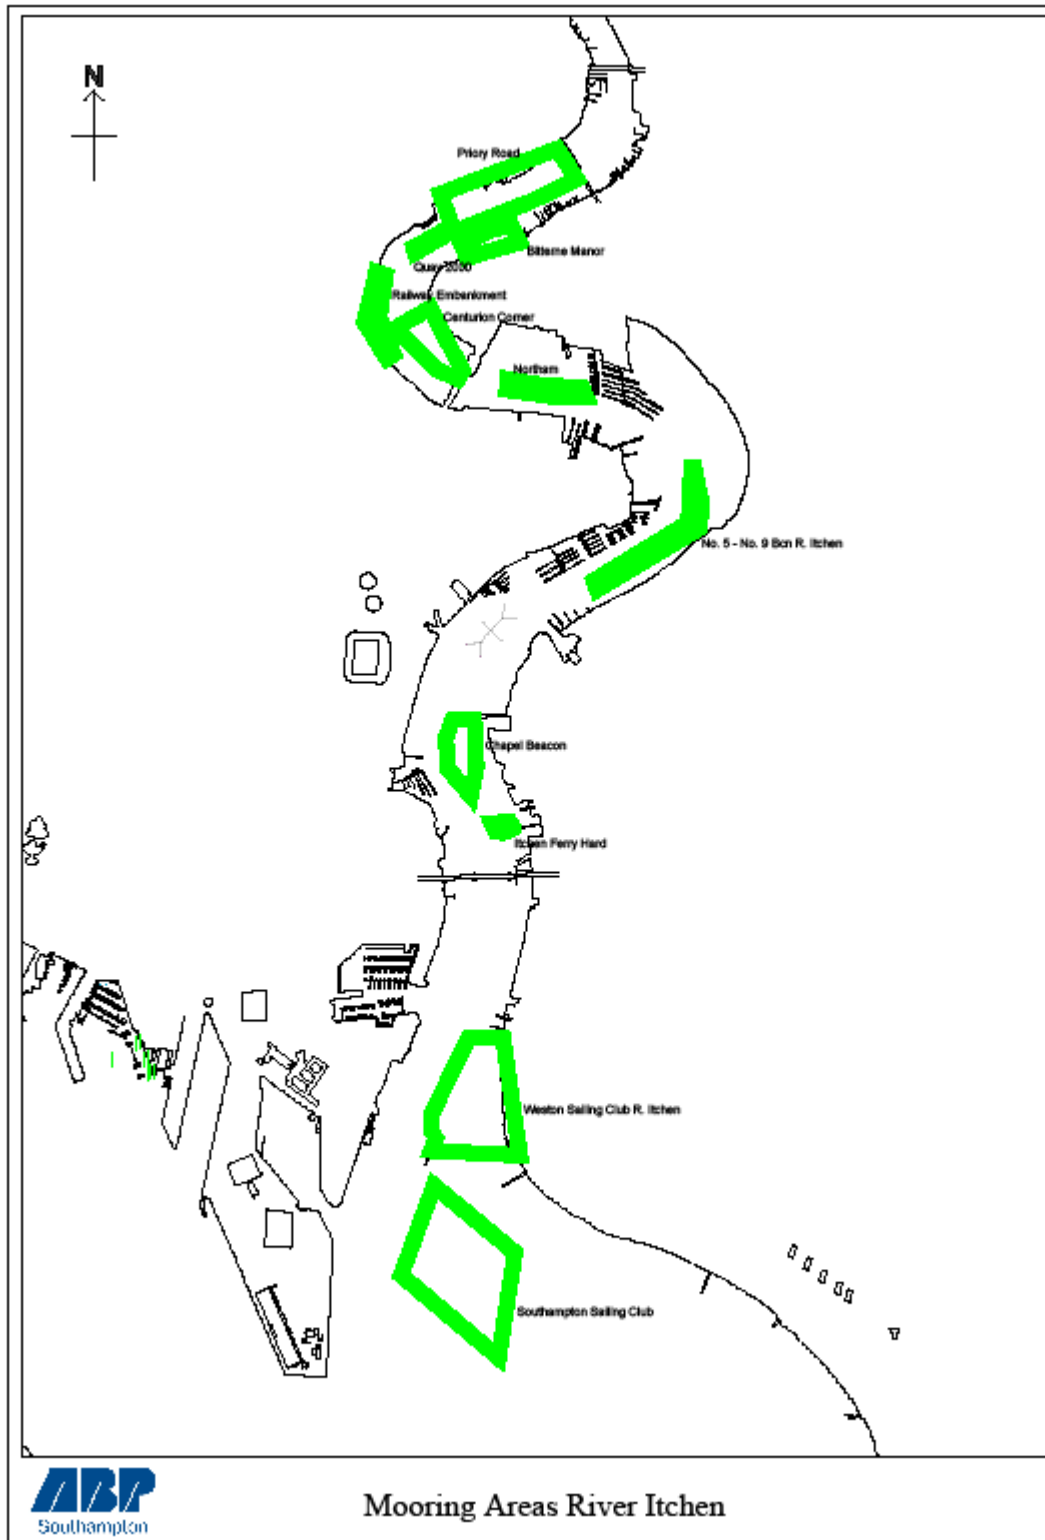 N
Priory Road
Bitterne Manor
Quay 2000
Railway Embankment
Centurion Corner
Northam
No. 5 - No. 9 Bcn R. Itchen
Chapel Beacon
Itchen Ferry Hard
Weston Sailing Club R. Itchen
Southampton Sailing Club
ABP
Southampton
Mooring Areas River Itchen